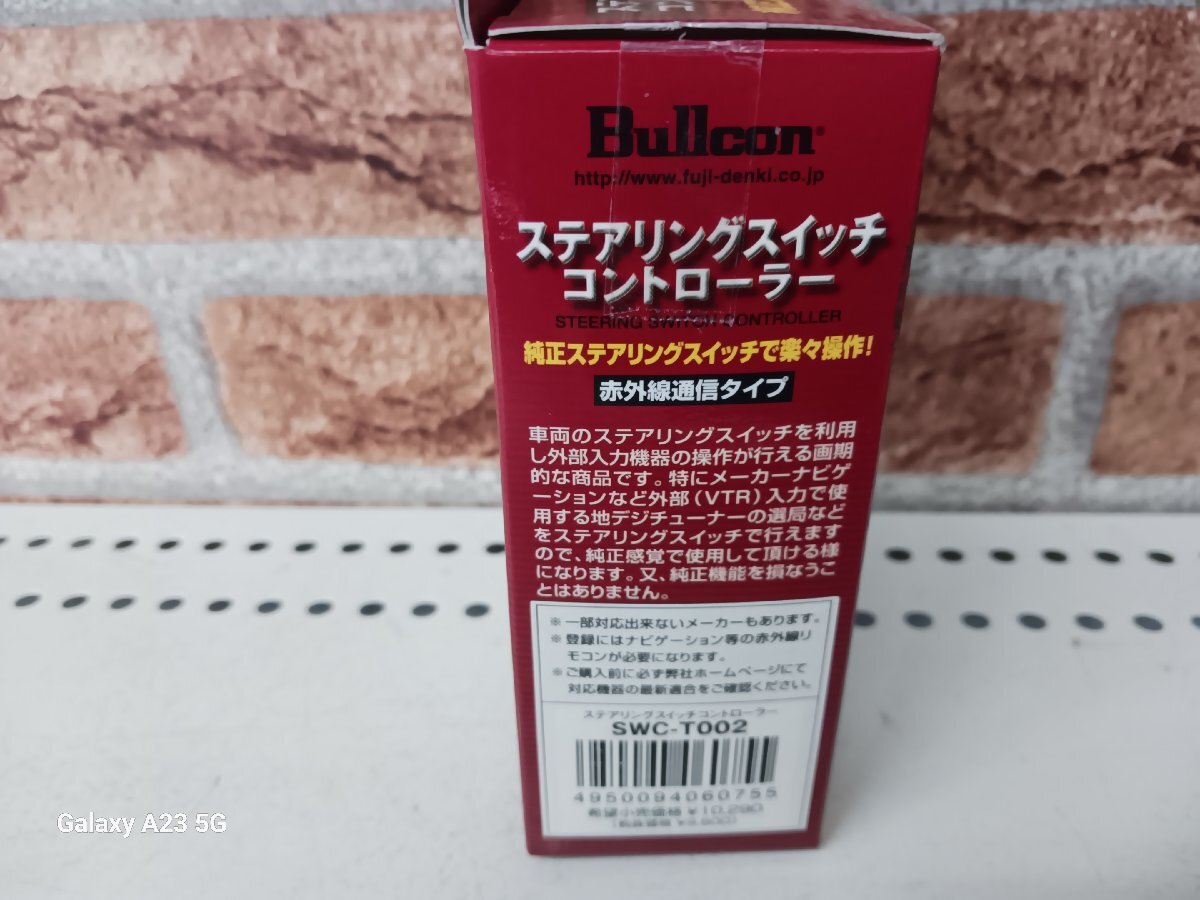 Bullcon®
http://www.fuji-denki.co.jp
ステアリングスイッチ
コントローラー
STEERING SWITCH CONTROLLER
純正ステアリングスイッチで楽々操作!
赤外線通信タイプ
車両のステアリングスイッチを利用
し外部入力機器の操作が行える画期
的な商品です。特にメーカーナビゲ
ーションなど外部(VTR)入力で使
用する地デジチューナーの選局など
をステアリングスイッチで行えます
ので、純正感覚で使用して頂ける様
になります。又、純正機能を損なうこ
とはありません。
※一部対応出来ないメーカーもあります。
※登録にはナビゲーション等の赤外線リ
モコンが必要になります。
※ご購入前に必ず弊社ホームページにて
対応機器の最新適合をご確認ください。
ステアリングスイッチコントローラー
SWC-T002
4950094060755
希望小売価格 ¥10,290
Galaxy A23 5G